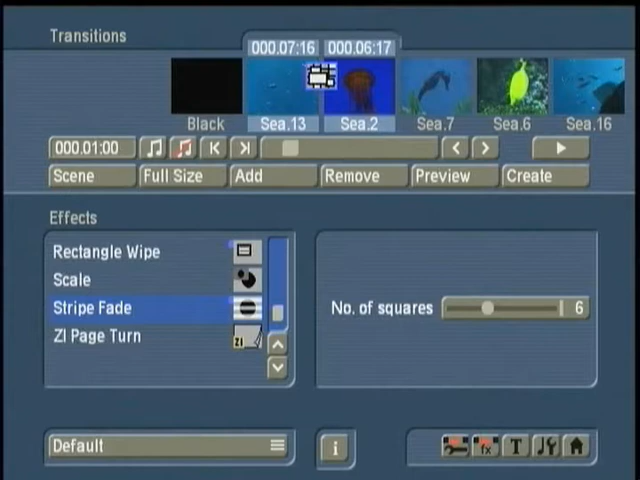 Transitions
000.07:16 000.06:17
Black Sea.13 Sea.2 Sea.7 Sea.6 Sea.16
000.01:00
Scene Full Size Add Remove Preview Create
Effects
Rectangle Wipe
Scale
Stripe Fade
ZI Page Turn
ZI
No. of squares 6
Default
i
fx T